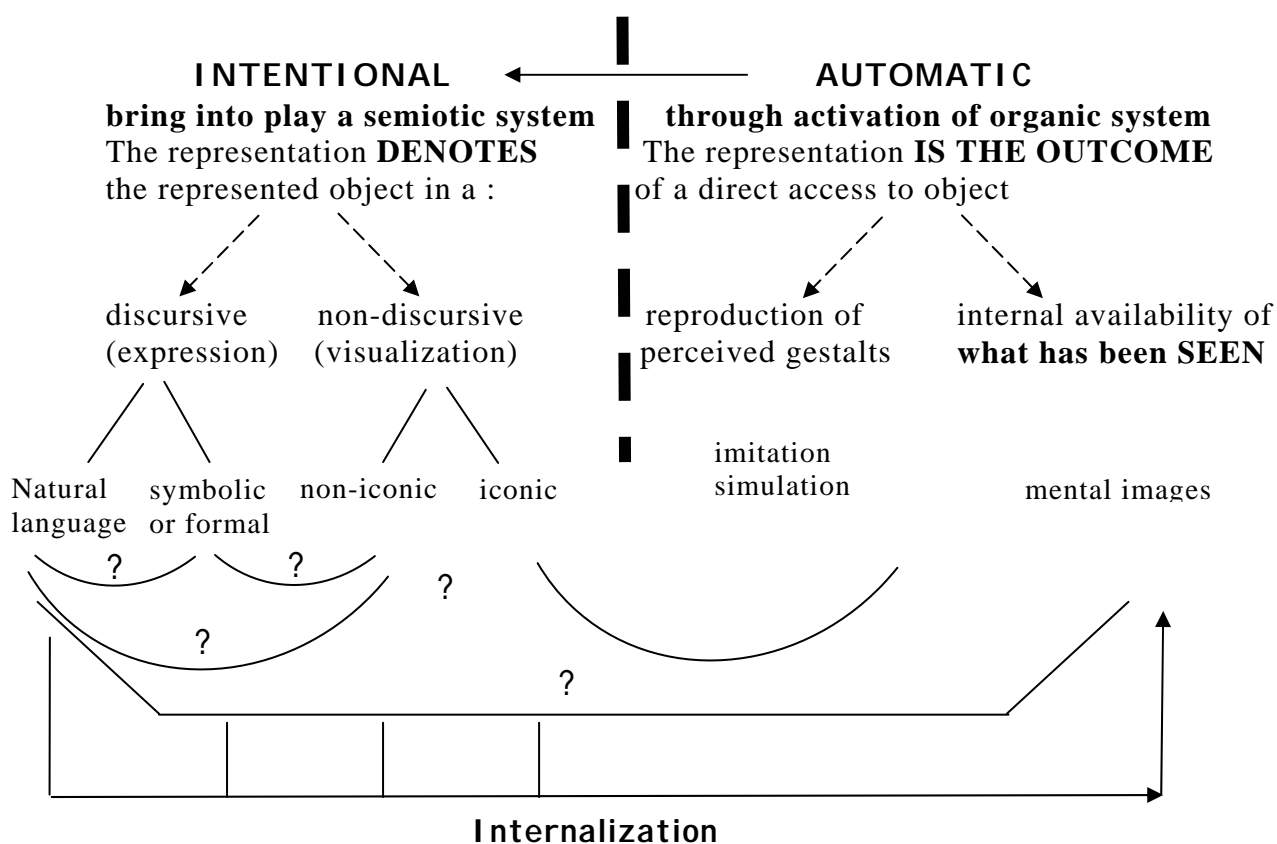 INTENTIONAL
AUTOMATIC
bring into play a semiotic system
The representation DENOTES
the represented object in a :
through activation of organic system
The representation IS THE OUTCOME
of a direct access to object
discursive
(expression)
non-discursive
(visualization)
reproduction of
perceived gestalts
internal availability of
what has been SEEN
Natural
language
symbolic
or formal
non-iconic
iconic
imitation
simulation
mental images
?
?
?
?
?
Internalization